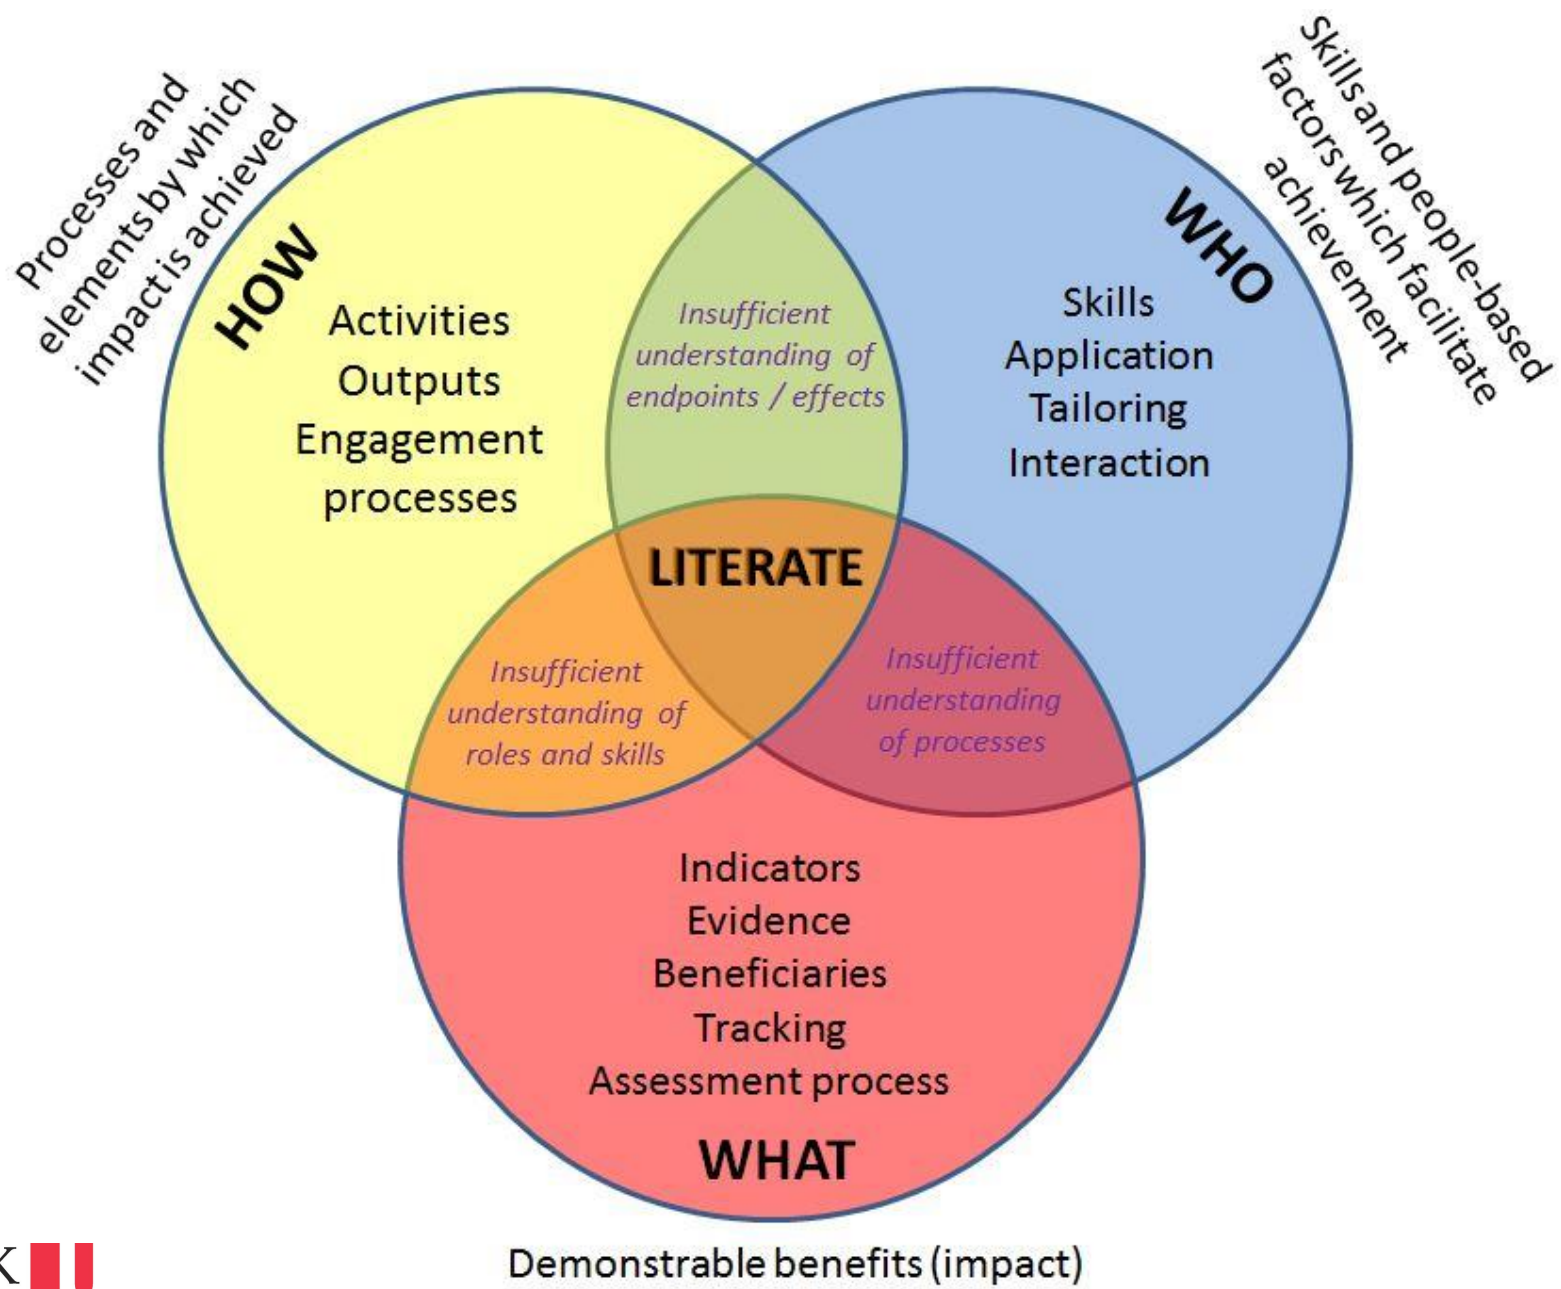 Processes and
elements by which
impact is achieved
HOW
Activities
Outputs
Engagement
processes
Insufficient
understanding of
endpoints / effects
Skills and people-based
factors which facilitate
achievement
WHO
Skills
Application
Tailoring
Interaction
LITERATE
Insufficient
understanding of
roles and skills
Insufficient
understanding
of processes
Indicators
Evidence
Beneficiaries
Tracking
Assessment process
WHAT
Demonstrable benefits (impact)
K